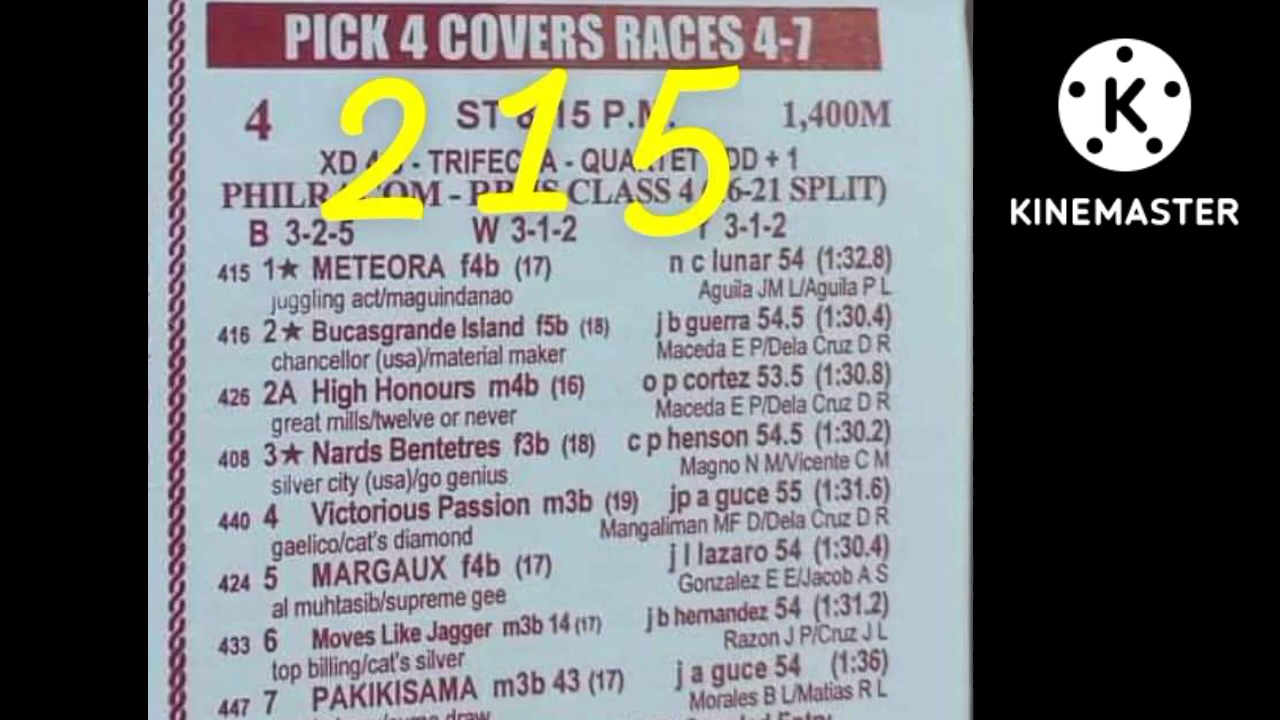 PICK 4 COVERS RACES 4-7
2 1 5
4 ST 15 P.M. 1,400M
XD - TRIFECTA - QUARTET DD + 1
CLASS 4 SPLIT)
B 3-2-5 W 3-1-2 3-1-2
415 1★ METEORA f4b (17) n c lunar 54 (1:32.8)
juggling act/maguindanao Aguila JM L/Aguila P L
416 2★ Bucasgrande Island f5b (18) j b guerra 54.5 (1:30.4)
chancellor (usa)/material maker Maceda E P/Dela Cruz D R
426 2A High Honours m4b (16) o p cortez 53.5 (1:30.8)
great mills/twelve or never Maceda E P/Dela Cruz D R
408 3★ Nards Bentetres f3b (18) c p henson 54.5 (1:30.2)
silver city (usa)/go genius Magno N M/Vicente C M
440 4 Victorious Passion m3b (19) jp a guce 55 (1:31.6)
gaelico/cat's diamond Mangaliman MF D/Dela Cruz D R
424 5 MARGAUX f4b (17) j l lazaro 54 (1:30.4)
al muhtasib/supreme gee Gonzalez E E/Jacob A S
433 6 Moves Like Jagger m3b 14 (17) j b hernandez 54 (1:31.2)
top billing/cat's silver Razon J P/Cruz J L
447 7 PAKIKISAMA m3b 43 (17) j a guce 54 (1:36)
Morales B L/Matias R L
K
KINEMASTER